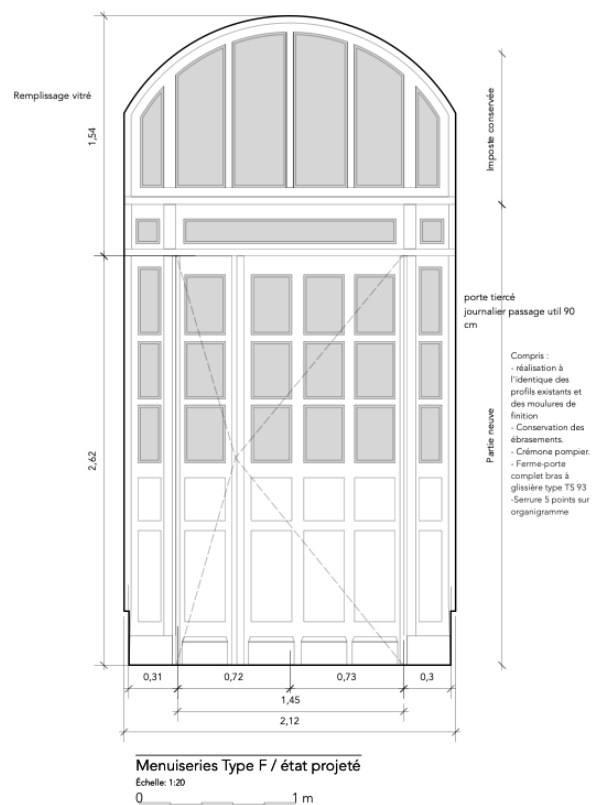 Remplissage vitré
1,54
Imposte conservée
porte tiercé
journalier passage util 90
cm
Compris :
- réalisation à
l'identique des
profils existants et
des moulures de
finition
- Conservation des
ébrasements.
- Crémone pompier.
- Ferme-porte
complet bras à
glissière type TS 93
-Serrure 5 points sur
organigramme
Partie neuve
2,62
0,31
0,72
0,73
0,3
1,45
2,12
Menuiseries Type F / état projeté
Échelle: 1:20
0
1 m